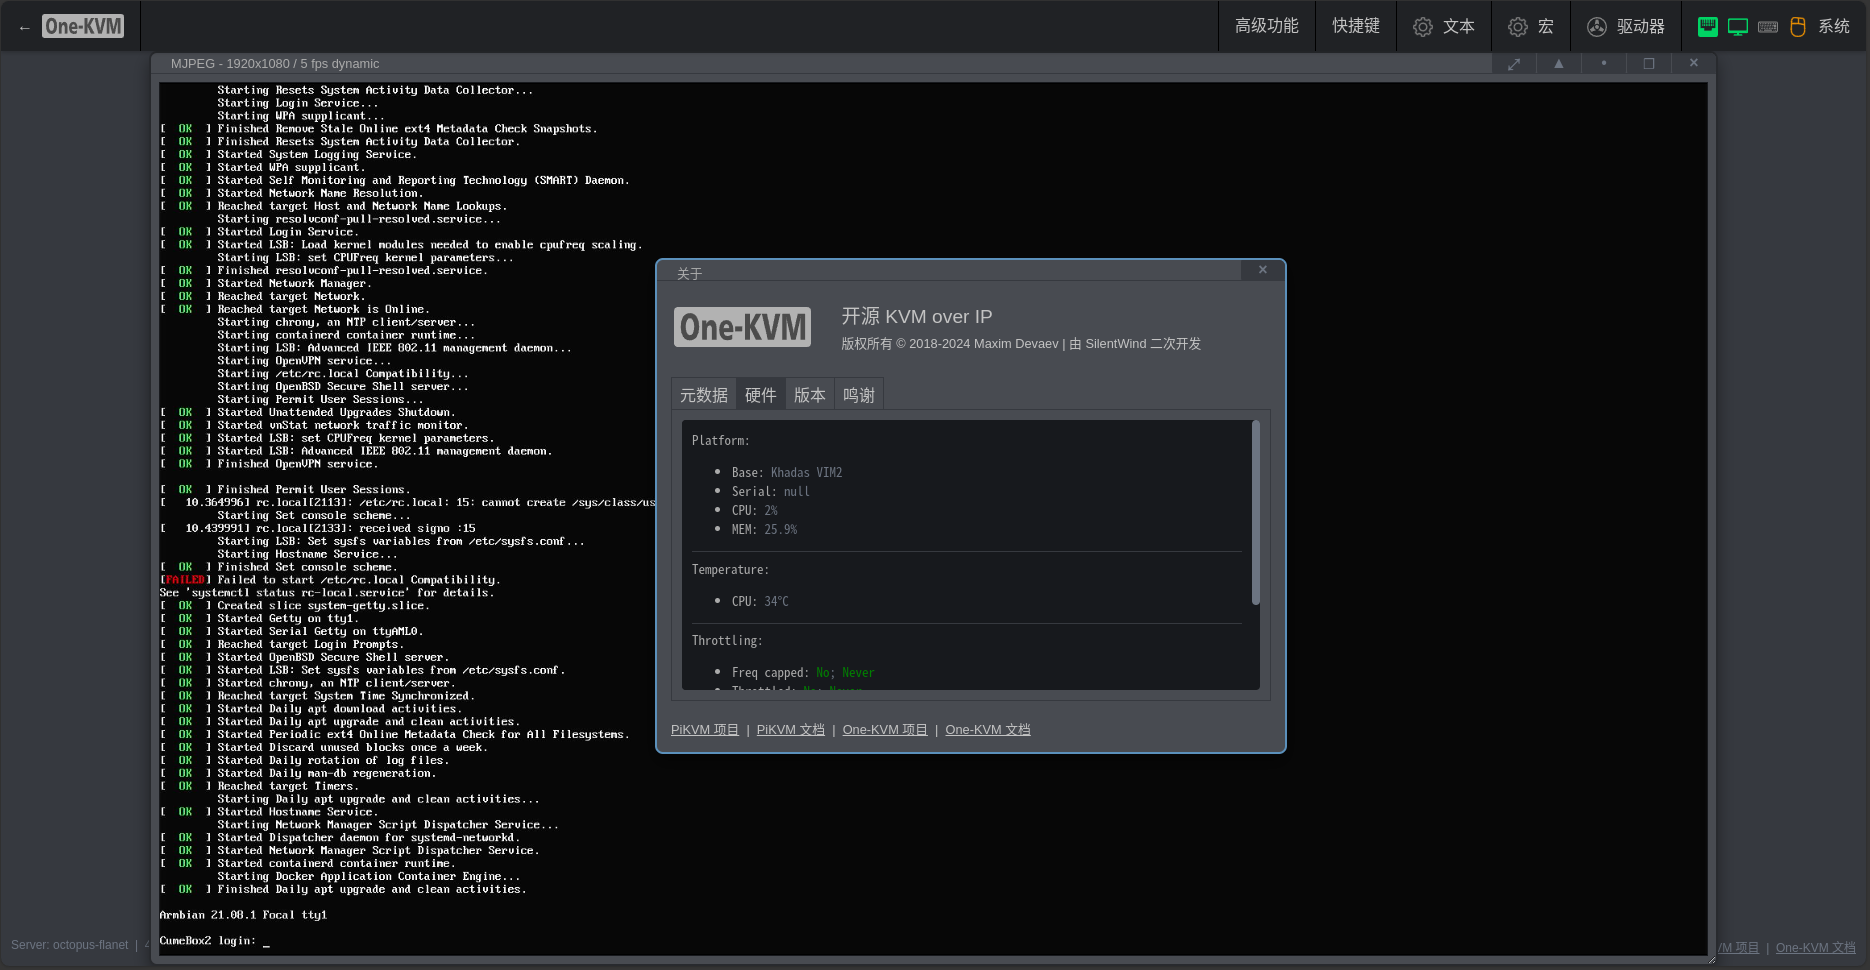 ← One-KVM
高级功能
快捷键
文本
宏
驱动器
系统
MJPEG - 1920x1080 / 5 fps dynamic
Starting Resets System Activity Data Collector...
Starting Login Service...
Starting WPA supplicant...
[  OK  ] Finished Remove Stale Online ext4 Metadata Check Snapshots.
[  OK  ] Finished Resets System Activity Data Collector.
[  OK  ] Started System Logging Service.
[  OK  ] Started WPA supplicant.
[  OK  ] Started Self Monitoring and Reporting Technology (SMART) Daemon.
[  OK  ] Started Network Name Resolution.
[  OK  ] Reached target Host and Network Name Lookups.
Starting resolvconf-pull-resolved.service...
[  OK  ] Started Login Service.
[  OK  ] Started LSB: Load kernel modules needed to enable cpufreq scaling.
Starting LSB: set CPUFreq kernel parameters...
[  OK  ] Finished resolvconf-pull-resolved.service.
[  OK  ] Started Network Manager.
[  OK  ] Reached target Network.
[  OK  ] Reached target Network is Online.
Starting chrony, an NTP client/server...
Starting containerd container runtime...
Starting LSB: Advanced IEEE 802.11 management daemon...
Starting OpenVPN service...
Starting /etc/rc.local Compatibility...
Starting OpenBSD Secure Shell server...
Starting Permit User Sessions...
[  OK  ] Started Unattended Upgrades Shutdown.
[  OK  ] Started vnStat network traffic monitor.
[  OK  ] Started LSB: set CPUFreq kernel parameters.
[  OK  ] Started LSB: Advanced IEEE 802.11 management daemon.
[  OK  ] Finished OpenVPN service.
[  OK  ] Finished Permit User Sessions.
[   10.364996] rc.local[2113]: /etc/rc.local: 15: cannot create /sys/class/us
Starting Set console scheme...
[   10.439991] rc.local[2133]: received signo :15
Starting LSB: Set sysfs variables from /etc/sysfs.conf...
Starting Hostname Service...
[  OK  ] Finished Set console scheme.
[FAILED] Failed to start /etc/rc.local Compatibility.
See 'systemctl status rc-local.service' for details.
[  OK  ] Created slice system-getty.slice.
[  OK  ] Started Getty on tty1.
[  OK  ] Started Serial Getty on ttyAML0.
[  OK  ] Reached target Login Prompts.
[  OK  ] Started OpenBSD Secure Shell server.
[  OK  ] Started LSB: Set sysfs variables from /etc/sysfs.conf.
[  OK  ] Started chrony, an NTP client/server.
[  OK  ] Reached target System Time Synchronized.
[  OK  ] Started Daily apt download activities.
[  OK  ] Started Daily apt upgrade and clean activities.
[  OK  ] Started Periodic ext4 Online Metadata Check for All Filesystems.
[  OK  ] Started Discard unused blocks once a week.
[  OK  ] Started Daily rotation of log files.
[  OK  ] Started Daily man-db regeneration.
[  OK  ] Reached target Timers.
Starting Daily apt upgrade and clean activities...
[  OK  ] Started Hostname Service.
Starting Network Manager Script Dispatcher Service...
[  OK  ] Started Dispatcher daemon for systemd-networkd.
[  OK  ] Started Network Manager Script Dispatcher Service.
[  OK  ] Started containerd container runtime.
Starting Docker Application Container Engine...
[  OK  ] Finished Daily apt upgrade and clean activities.
Armbian 21.08.1 Focal tty1
CumeBox2 login: _
关于
One-KVM
开源 KVM over IP
版权所有 © 2018-2024 Maxim Devaev | 由 SilentWind 二次开发
元数据 硬件 版本 鸣谢
Platform:
• Base: Khadas VIM2
• Serial: null
• CPU: 2%
• MEM: 25.9%
Temperature:
• CPU: 34°C
Throttling:
• Freq capped: No; Never
• Throttled: No; Never
PiKVM 项目 | PiKVM 文档 | One-KVM 项目 | One-KVM 文档
Server: octopus-flanet | 4
VM 项目 | One-KVM 文档